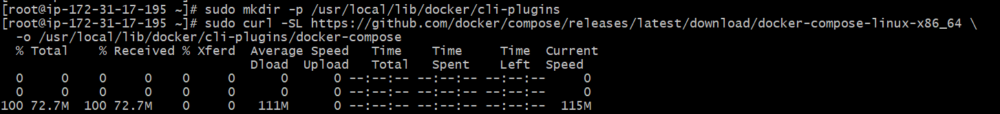 [root@ip-172-31-17-195 ~]# sudo mkdir -p /usr/local/lib/docker/cli-plugins
[root@ip-172-31-17-195 ~]# sudo curl -SL https://github.com/docker/compose/releases/latest/download/docker-compose-linux-x86_64 \
  -o /usr/local/lib/docker/cli-plugins/docker-compose
  % Total    % Received % Xferd  Average Speed   Time    Time     Time  Current
                                 Dload  Upload   Total   Spent    Left  Speed
  0     0    0     0    0     0      0      0 --:--:-- --:--:-- --:--:--     0
  0     0    0     0    0     0      0      0 --:--:-- --:--:-- --:--:--     0
100 72.7M  100 72.7M    0     0   111M      0 --:--:-- --:--:-- --:--:--  115M